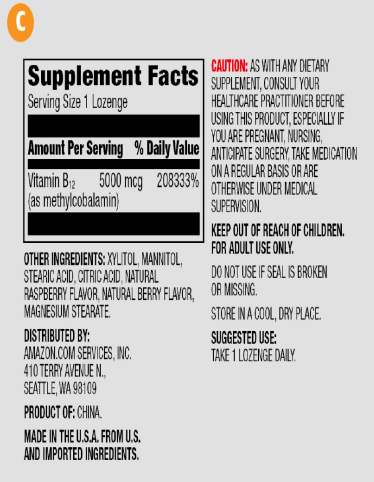 C
Supplement Facts
Serving Size 1 Lozenge
Amount Per Serving % Daily Value
Vitamin B12 5000 mcg 208333%
(as methylcobalamin)
OTHER INGREDIENTS: XYLITOL, MANNITOL,
STEARIC ACID, CITRIC ACID, NATURAL
RASPBERRY FLAVOR, NATURAL BERRY FLAVOR,
MAGNESIUM STEARATE.
DISTRIBUTED BY:
AMAZON.COM SERVICES, INC.
410 TERRY AVENUE N.,
SEATTLE, WA 98109
PRODUCT OF: CHINA.
MADE IN THE U.S.A. FROM U.S.
AND IMPORTED INGREDIENTS.
CAUTION: AS WITH ANY DIETARY
SUPPLEMENT, CONSULT YOUR
HEALTHCARE PRACTITIONER BEFORE
USING THIS PRODUCT, ESPECIALLY IF
YOU ARE PREGNANT, NURSING,
ANTICIPATE SURGERY, TAKE MEDICATION
ON A REGULAR BASIS OR ARE
OTHERWISE UNDER MEDICAL
SUPERVISION.
KEEP OUT OF REACH OF CHILDREN.
FOR ADULT USE ONLY.
DO NOT USE IF SEAL IS BROKEN
OR MISSING.
STORE IN A COOL, DRY PLACE.
SUGGESTED USE:
TAKE 1 LOZENGE DAILY.